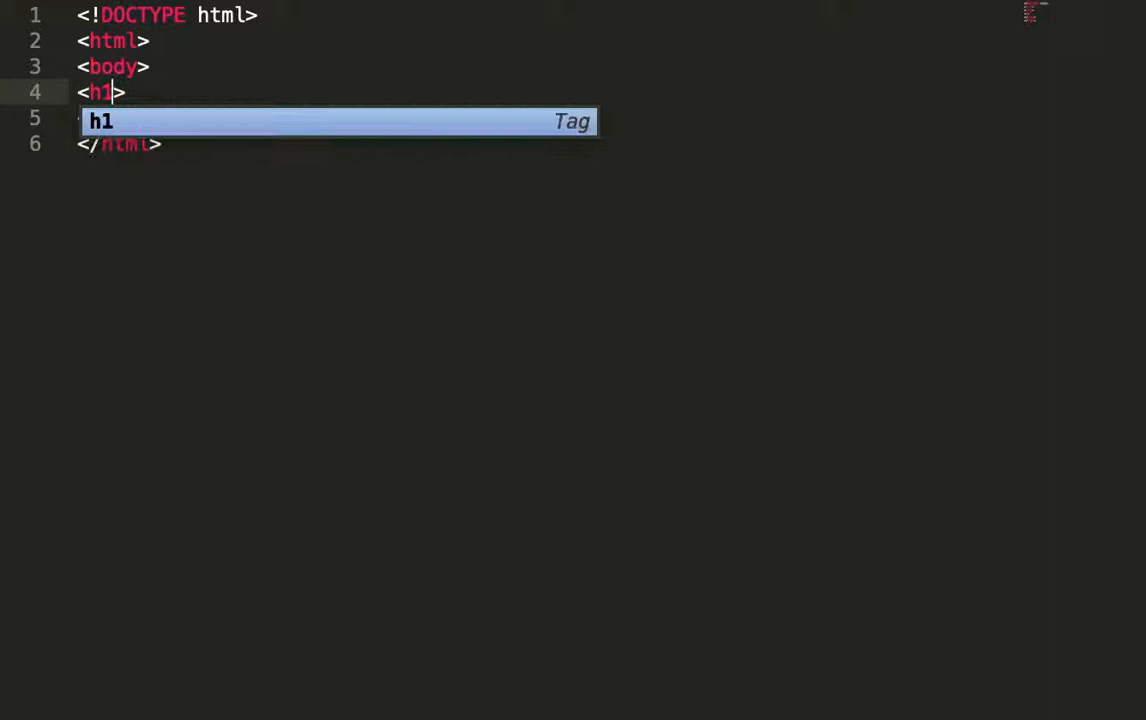 1 <!DOCTYPE html>
2 <html>
3 <body>
4 <h1>
h1 Tag
5
6 </html>